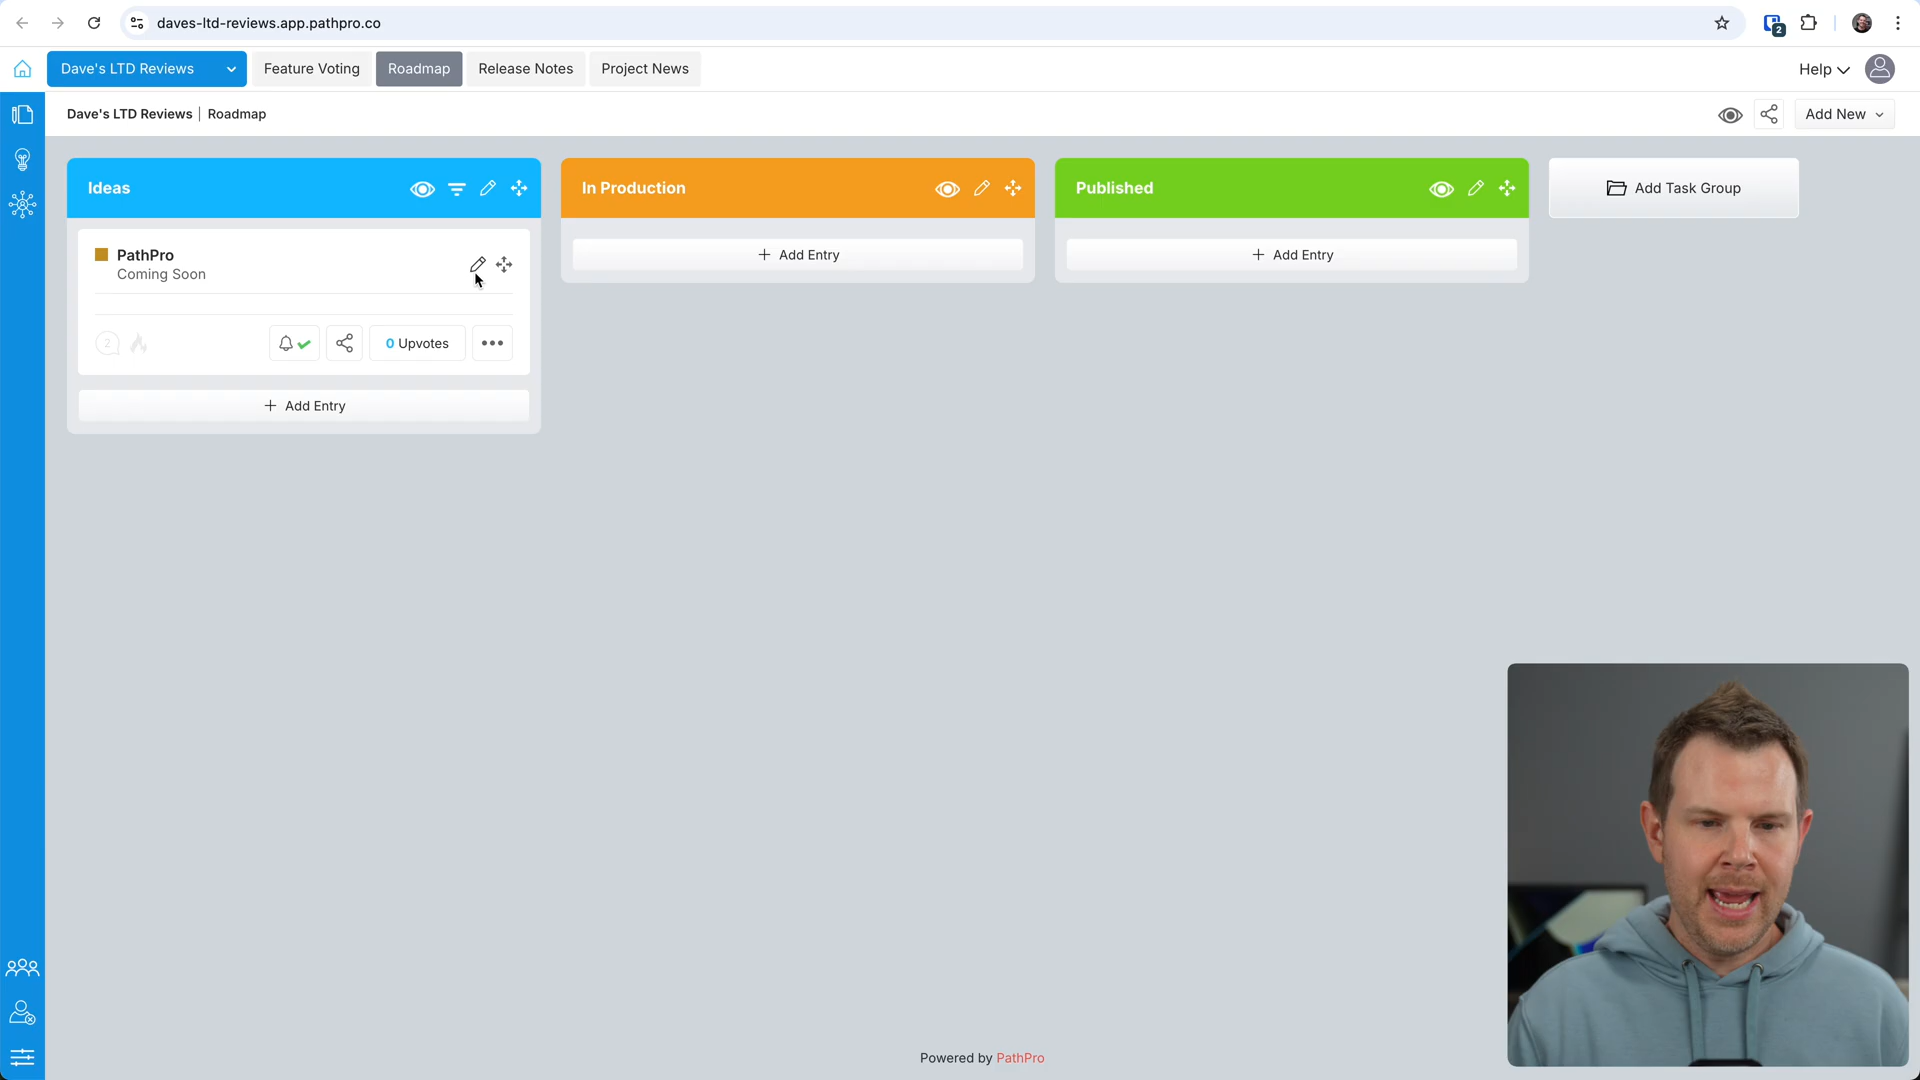 daves-ltd-reviews.app.pathpro.co
2
Dave's LTD Reviews
Feature Voting
Roadmap
Release Notes
Project News
Help
Dave's LTD Reviews | Roadmap
Add New
Ideas
In Production
Published
Add Task Group
PathPro
Coming Soon
+ Add Entry
+ Add Entry
2
0 Upvotes
+ Add Entry
Powered by PathPro